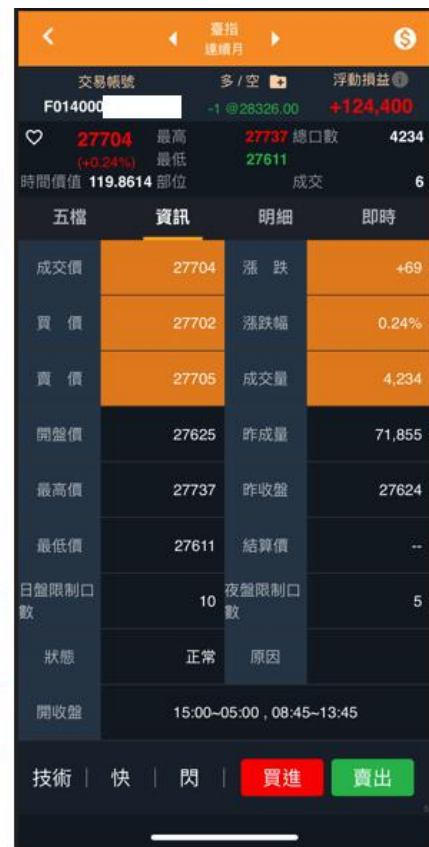 臺指
連續月
交易帳號 多/空 浮動損益
F014000 -1 @28326.00 +124,400
27704 最高 27737 總口數 4234
(+0.24%) 最低 27611
時間價值 119.8614 部位 成交 6
五檔 資訊 明細 即時
成交價 27704 漲 跌 +69
買 價 27702 漲跌幅 0.24%
賣 價 27705 成交量 4,234
開盤價 27625 昨成量 71,855
最高價 27737 昨收盤 27624
最低價 27611 結算價 --
日盤限制口數 10 夜盤限制口數 5
狀態 正常 原因
開收盤 15:00~05:00 , 08:45~13:45
技術 快 閃 買進 賣出